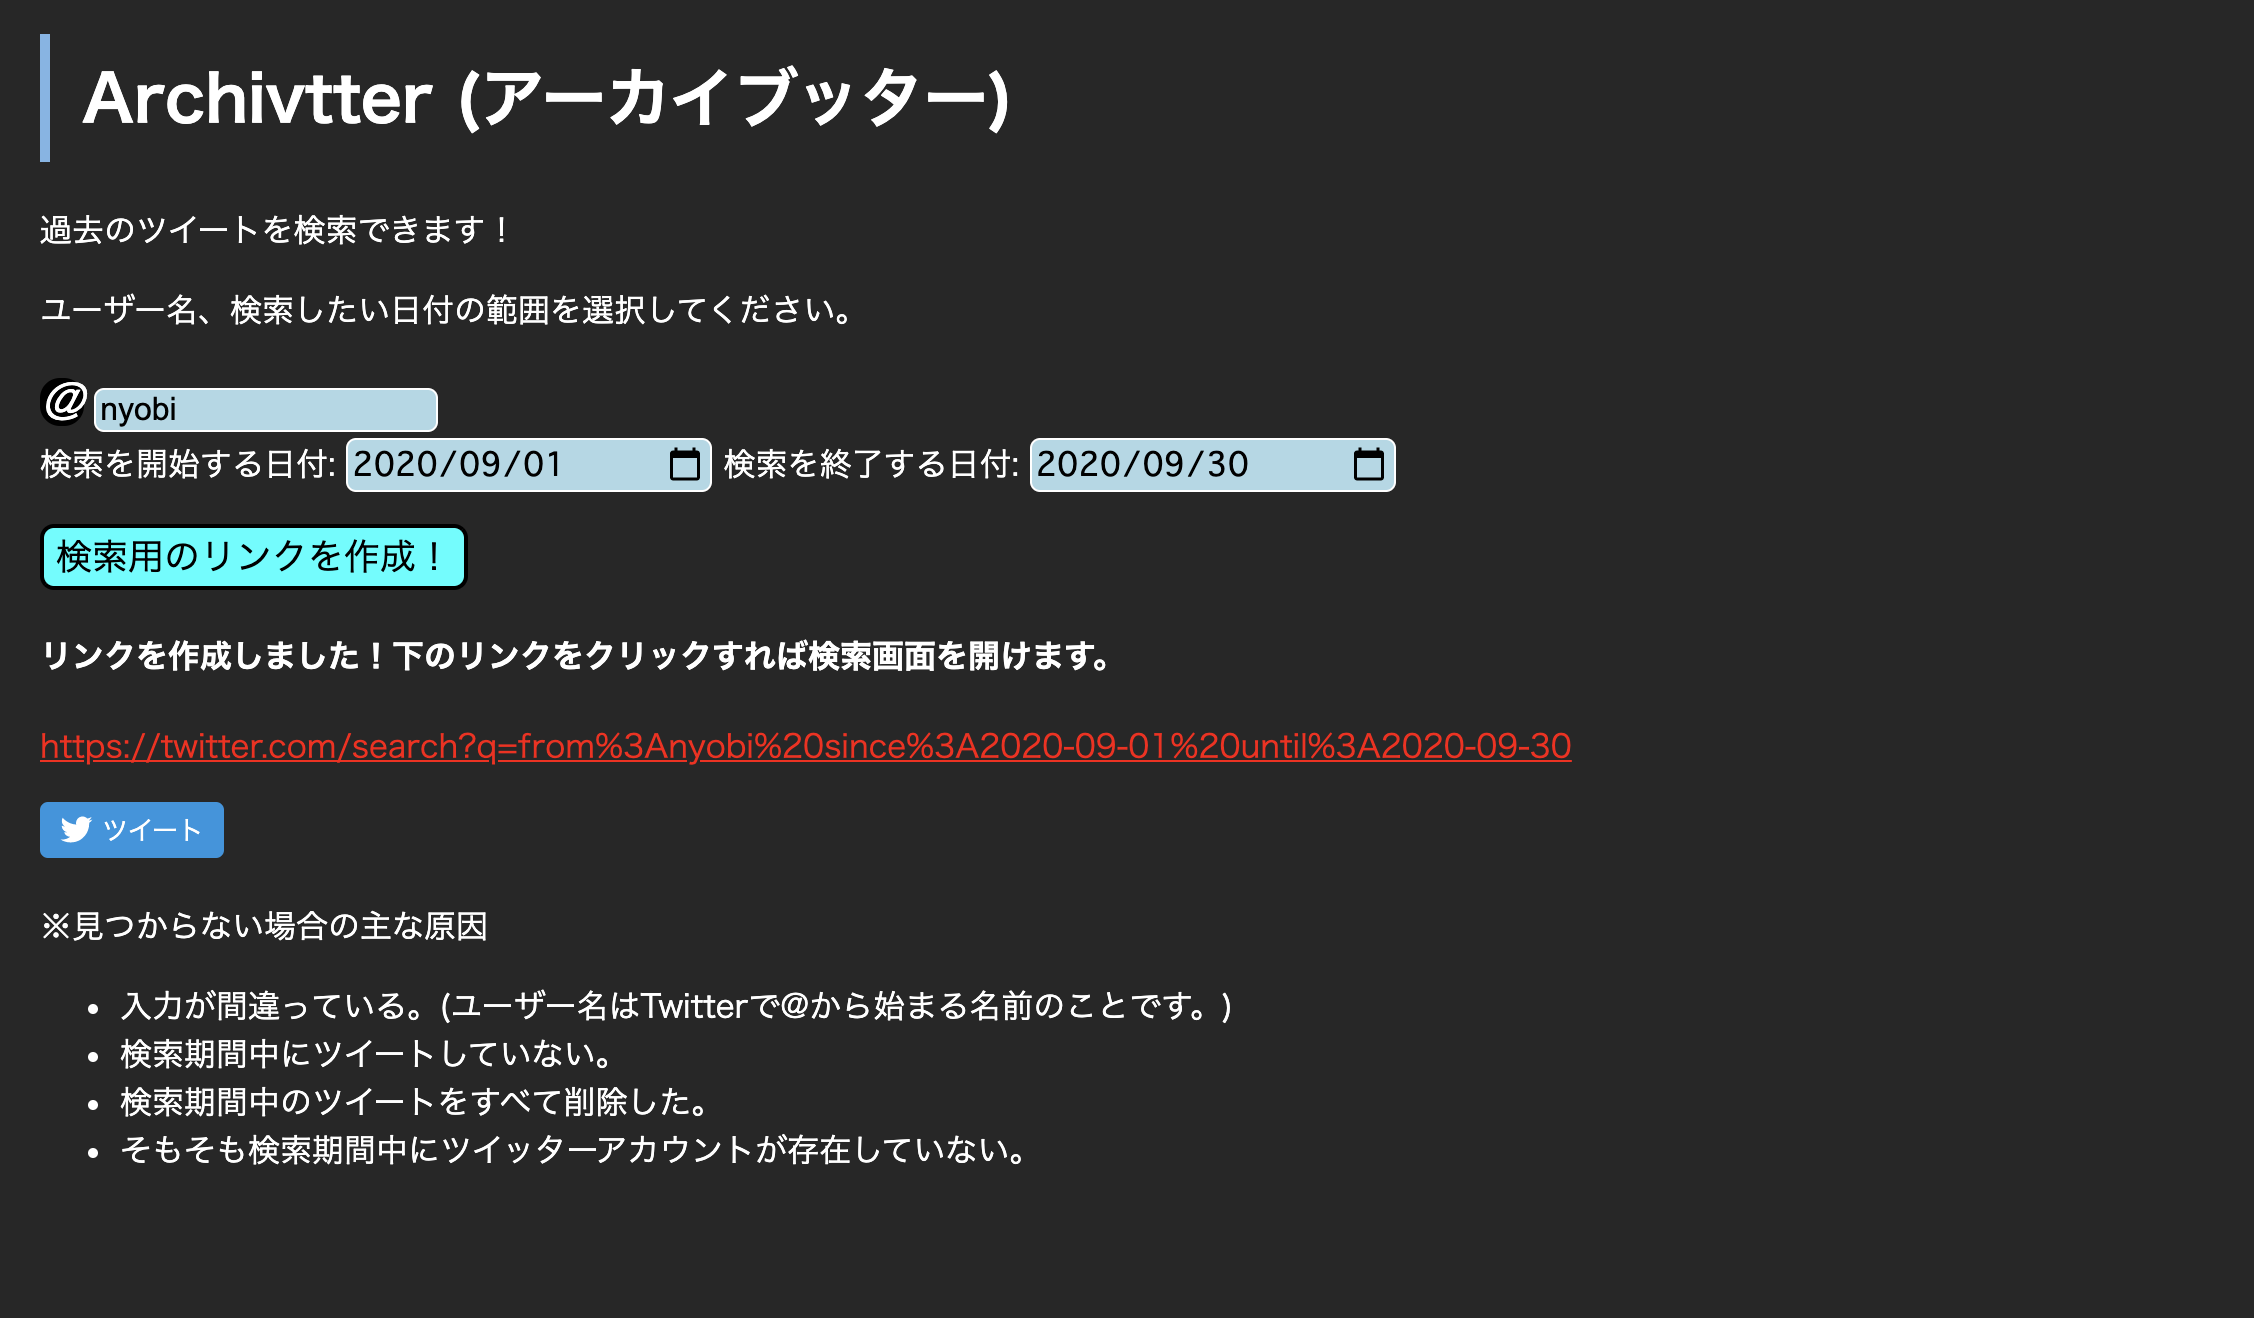 Archivtter (アーカイブッター)
過去のツイートを検索できます！
ユーザー名、検索したい日付の範囲を選択してください。
@ nyobi
検索を開始する日付: 2020/09/01 検索を終了する日付: 2020/09/30
検索用のリンクを作成！
リンクを作成しました！下のリンクをクリックすれば検索画面を開けます。
https://twitter.com/search?q=from%3Anyobi%20since%3A2020-09-01%20until%3A2020-09-30
ツイート
※見つからない場合の主な原因
• 入力が間違っている。(ユーザー名はTwitterで@から始まる名前のことです。)
• 検索期間中にツイートしていない。
• 検索期間中のツイートをすべて削除した。
• そもそも検索期間中にツイッターアカウントが存在していない。